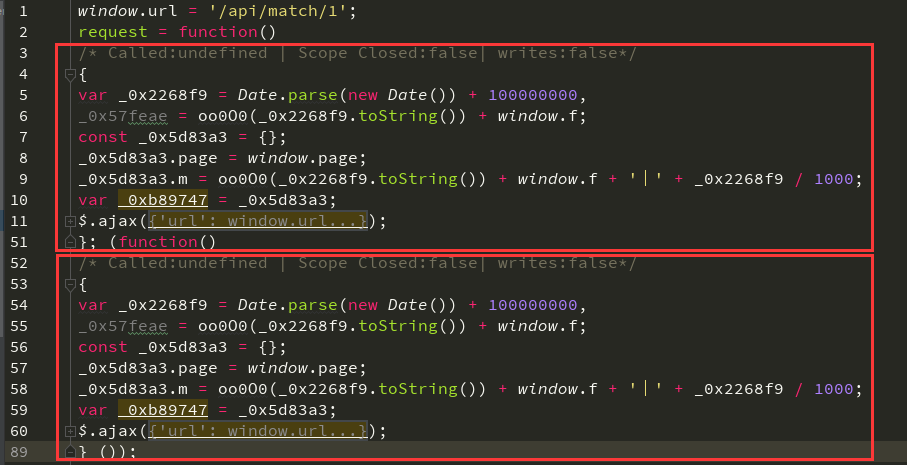 1 window.url = '/api/match/1';
2 request = function()
3 /* Called:undefined | Scope Closed:false| writes:false*/
4 {
5 var _0x2268f9 = Date.parse(new Date()) + 100000000,
6 _0x57feae = oo0O0(_0x2268f9.toString()) + window.f;
7 const _0x5d83a3 = {};
8 _0x5d83a3.page = window.page;
9 _0x5d83a3.m = oo0O0(_0x2268f9.toString()) + window.f + '|' + _0x2268f9 / 1000;
10 var _0xb89747 = _0x5d83a3;
11 $.ajax({'url': window.url...});
51 }; (function()
52 /* Called:undefined | Scope Closed:false| writes:false*/
53 {
54 var _0x2268f9 = Date.parse(new Date()) + 100000000,
55 _0x57feae = oo0O0(_0x2268f9.toString()) + window.f;
56 const _0x5d83a3 = {};
57 _0x5d83a3.page = window.page;
58 _0x5d83a3.m = oo0O0(_0x2268f9.toString()) + window.f + '|' + _0x2268f9 / 1000;
59 var _0xb89747 = _0x5d83a3;
60 $.ajax({'url': window.url...});
89 } ());